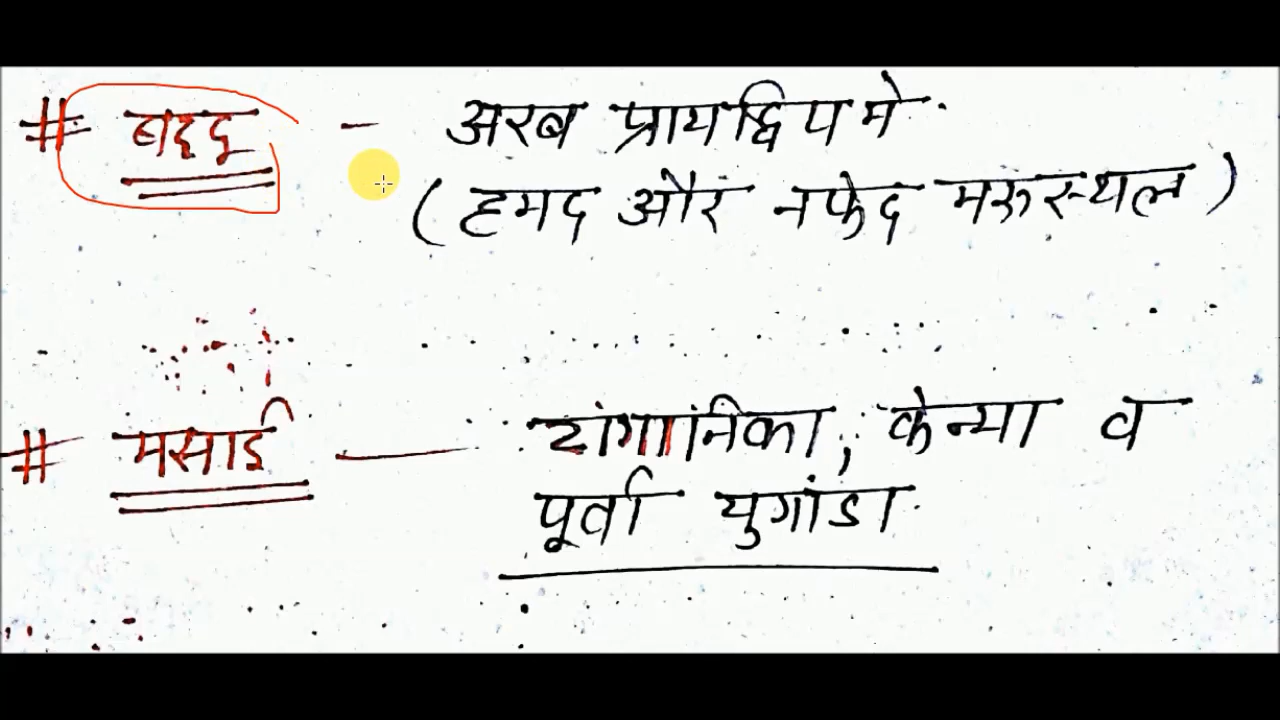 # बद्दू - अरब प्रायद्विप मे
(हमद और नफेद मरुस्थल)
# मसाई — टांगानिका, केन्या व
पूर्वी युगांडा